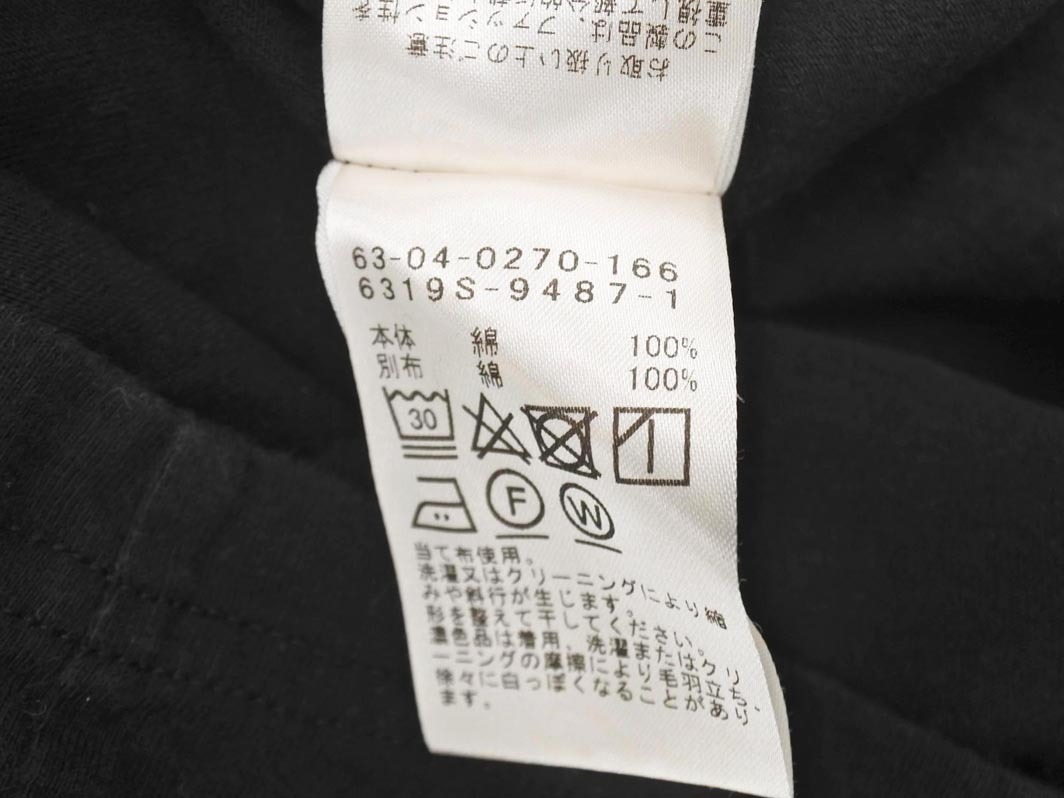 お取り扱い上のご注意
この製品は、ファッション性を
63-04-0270-166
6319S-9487-1
本体 綿 100%
別布 綿 100%
30
F W
当て布使用。
洗濯又はクリーニングにより縮
みや斜行が生じます。
形を整えて干してください。
濃色品は着用、洗濯またはクリ
ーニングの摩擦により毛羽立ち、
徐々に白っぽくなることがあり
ます。